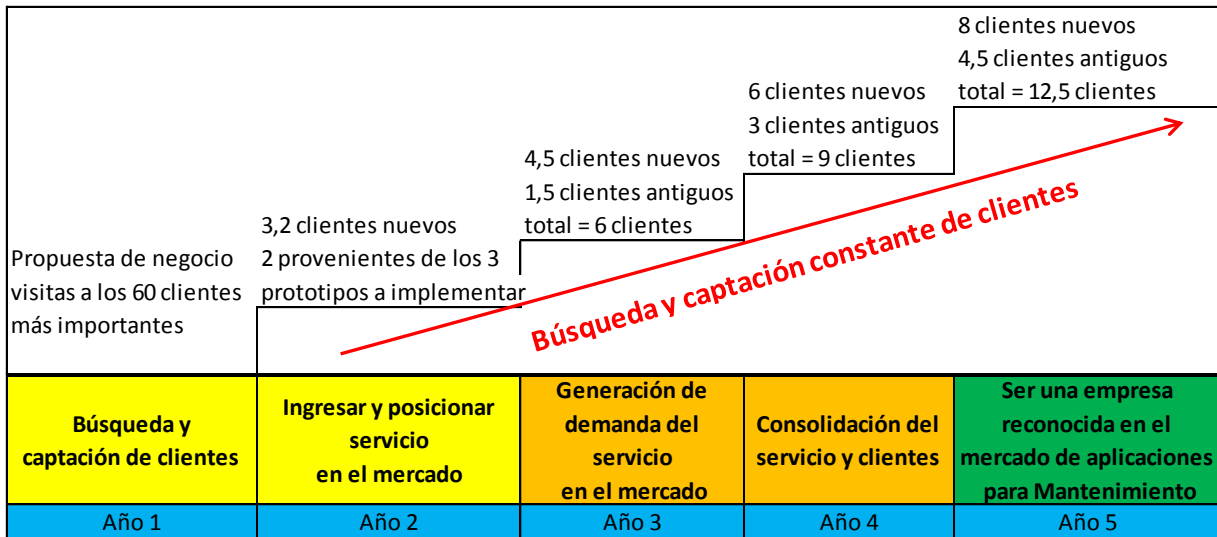 Propuesta de negocio
visitas a los 60 clientes
más importantes
3,2 clientes nuevos
2 provenientes de los 3
prototipos a implementar
4,5 clientes nuevos
1,5 clientes antiguos
total = 6 clientes
6 clientes nuevos
3 clientes antiguos
total = 9 clientes
8 clientes nuevos
4,5 clientes antiguos
total = 12,5 clientes
Búsqueda y captación constante de clientes
Búsqueda y
captación de clientes
Ingresar y posicionar
servicio
en el mercado
Generación de
demanda del
servicio
en el mercado
Consolidación del
servicio y clientes
Ser una empresa
reconocida en el
mercado de aplicaciones
para Mantenimiento
Año 1
Año 2
Año 3
Año 4
Año 5